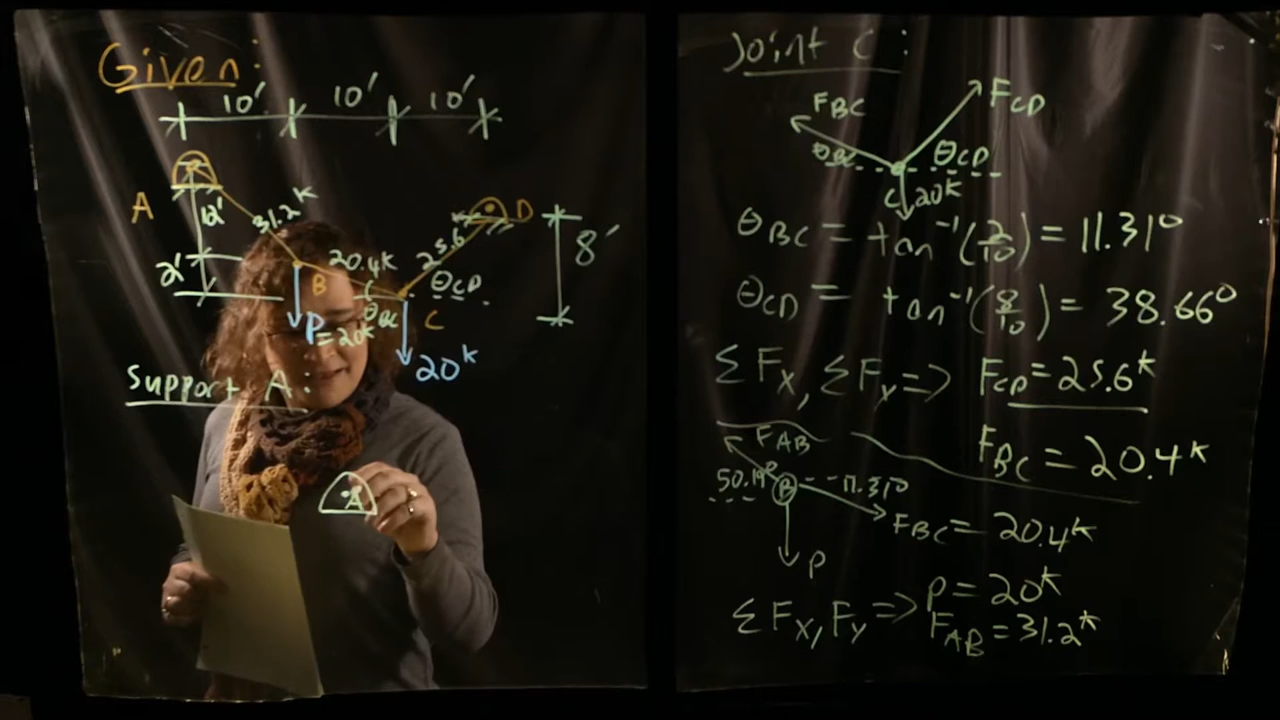 Given:
10' 10' 10'
A
12'
2'
31.2k
20.4k
25.6
D
8'
B
θCD
θBC
C
P
=20k
20k
Support A:
A
Joint C:
FBC
FCD
θBC
θCD
C
20k
θBC = tan⁻¹(2/10) = 11.31°
θCD = tan⁻¹(8/10) = 38.66°
ΣFx, ΣFy => FCD = 25.6k
FBC = 20.4k
FAB
50.19°
B
11.31°
FBC = 20.4k
P
ΣFx, Fy => P = 20k
FAB = 31.2k